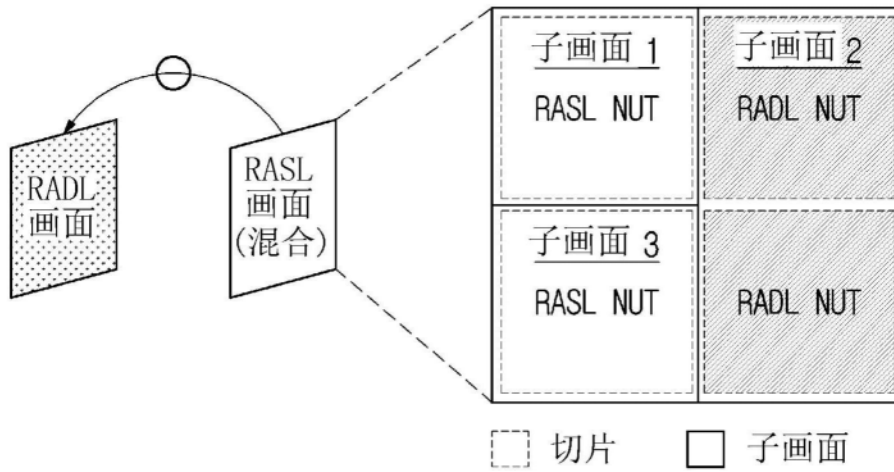 RADL
画面
RASL
画面
(混合)
子画面 1
RASL NUT
子画面 2
RADL NUT
子画面 3
RASL NUT
RADL NUT
切片
子画面